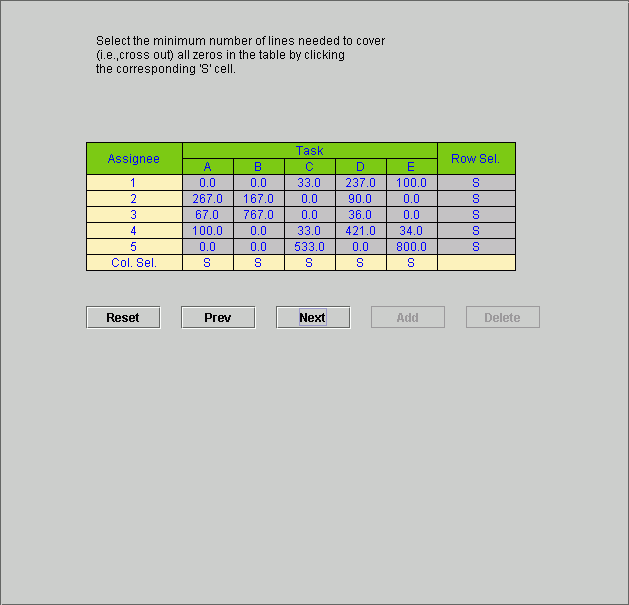 Select the minimum number of lines needed to cover
(i.e.,cross out) all zeros in the table by clicking
the corresponding 'S' cell.
Assignee Task Row Sel.
A B C D E
1 0.0 0.0 33.0 237.0 100.0 S
2 267.0 167.0 0.0 90.0 0.0 S
3 67.0 767.0 0.0 36.0 0.0 S
4 100.0 0.0 33.0 421.0 34.0 S
5 0.0 0.0 533.0 0.0 800.0 S
Col. Sel. S S S S S
Reset Prev Next Add Delete